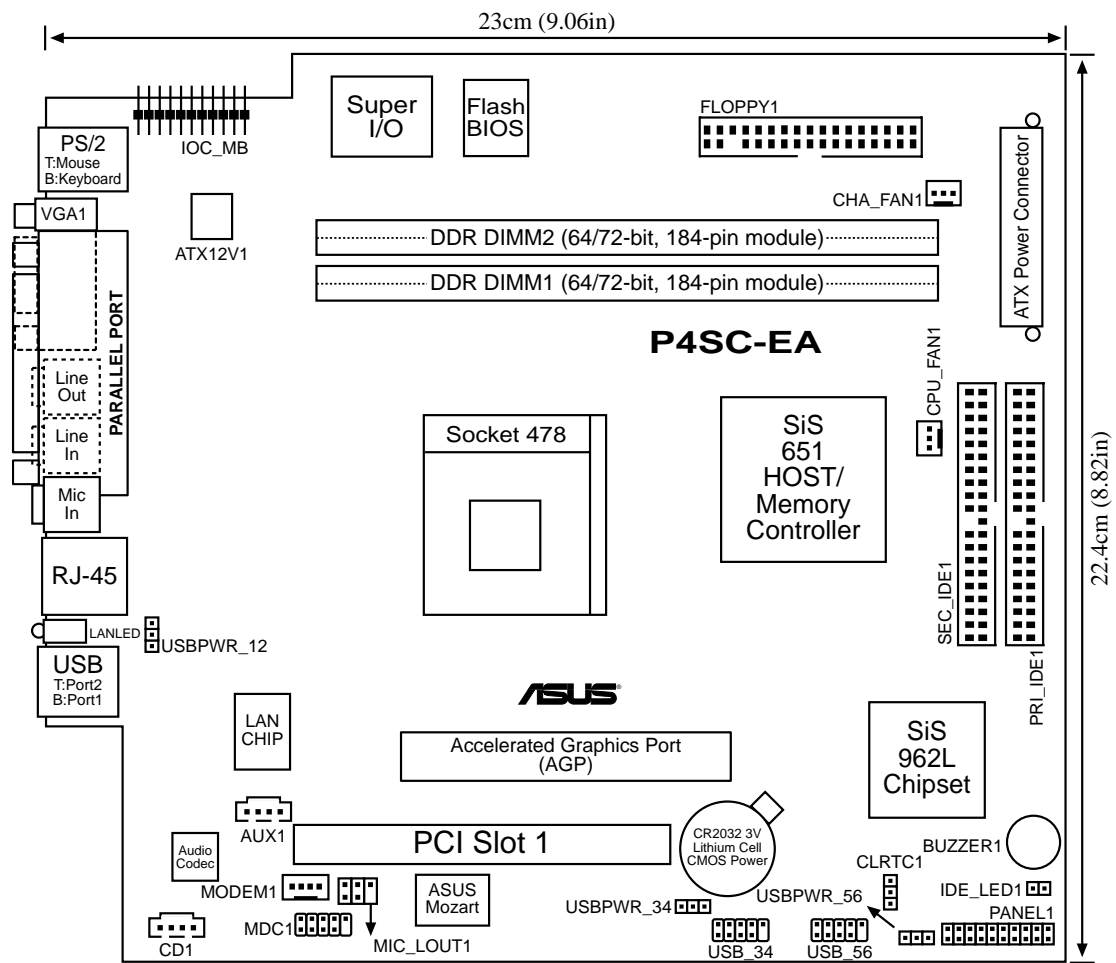 23cm (9.06in)
Super
I/O
Flash
BIOS
FLOPPY1
PS/2
T:Mouse
B:Keyboard
IOC_MB
CHA_FAN1
ATX Power Connector
VGA1
ATX12V1
DDR DIMM2 (64/72-bit, 184-pin module)
DDR DIMM1 (64/72-bit, 184-pin module)
PARALLEL PORT
P4SC-EA
CPU_FAN1
Line
Out
Line
In
Mic
In
Socket 478
SiS
651
HOST/
Memory
Controller
22.4cm (8.82in)
RJ-45
SEC_IDE1
PRI_IDE1
LANLED
USBPWR_12
USB
T:Port2
B:Port1
ASUS®
LAN
CHIP
Accelerated Graphics Port
(AGP)
SiS
962L
Chipset
AUX1
PCI Slot 1
CR2032 3V
Lithium Cell
CMOS Power
BUZZER1
Audio
Codec
CLRTC1
MODEM1
ASUS
Mozart
USBPWR_34
USBPWR_56
IDE_LED1
PANEL1
MDC1
CD1
MIC_LOUT1
USB_34
USB_56